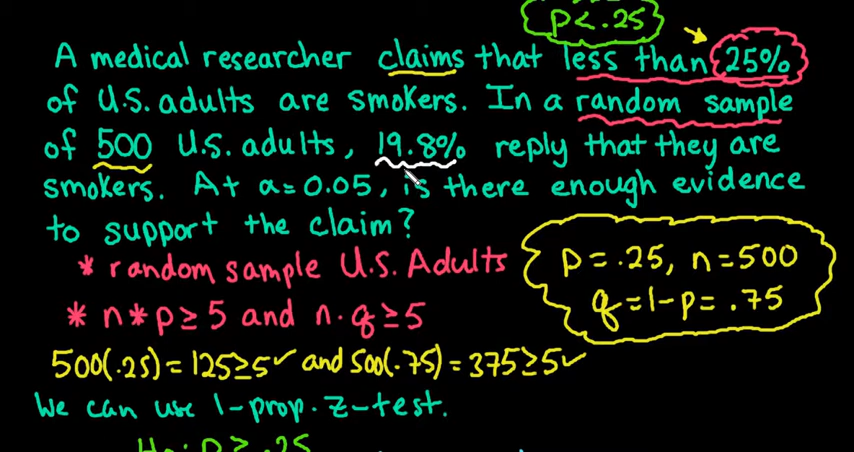 p < .25
A medical researcher claims that less than 25%
of U.S. adults are smokers. In a random sample
of 500 U.S. adults, 19.8% reply that they are
smokers. At α = 0.05, is there enough evidence
to support the claim?
* random sample U.S. Adults
* n * p ≥ 5 and n · q ≥ 5
p = .25, n = 500
q = 1 - p = .75
500(.25) = 125 ≥ 5 ✓ and 500(.75) = 375 ≥ 5 ✓
We can use 1-prop. z-test.
H₀: p ≥ .25